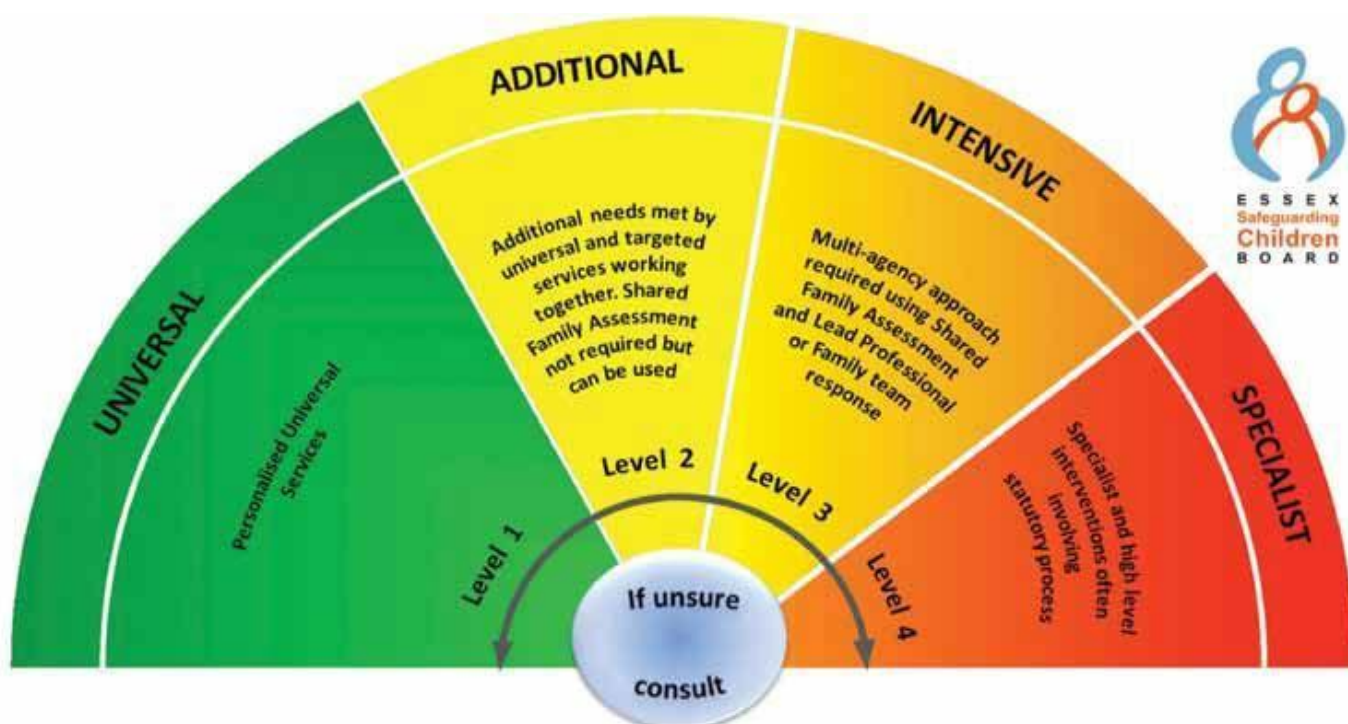 UNIVERSAL
Personalised Universal
Services
Level 1
ADDITIONAL
Additional needs met by
universal and targeted
services working
together. Shared
Family Assessment
not required but
can be used
Level 2
INTENSIVE
Multi-agency approach
required using Shared
Family Assessment
and Lead Professional
or Family team
response
Level 3
SPECIALIST
Specialist and high level
interventions often
involving
statutory process
Level 4
If unsure
consult
ESSEX
Safeguarding
Children
BOARD